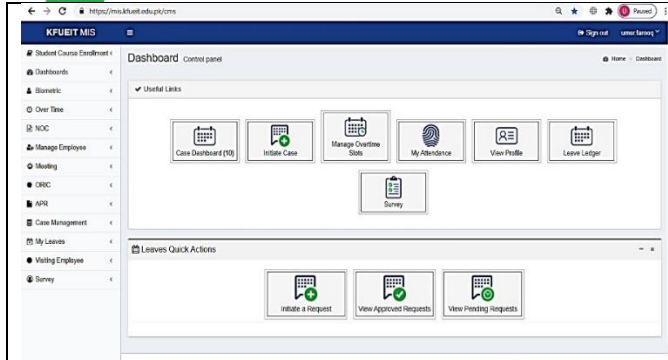 https://mis.kfueit.edu.pk/cms
Paused
KFUEIT MIS
Sign out
umer.farooq
Student Course Enrollment
Dashboards
Biometric
Over Time
NOC
Manage Employee
Meeting
ORIC
APR
Case Management
My Leaves
Visiting Employee
Survey
Dashboard Control panel
Home
Dashboard
Useful Links
Case Dashboard (10)
Initiate Case
Manage Overtime
Slots
My Attendance
View Profile
Leave Ledger
Survey
Leaves Quick Actions
Initiate a Request
View Approved Requests
View Pending Requests